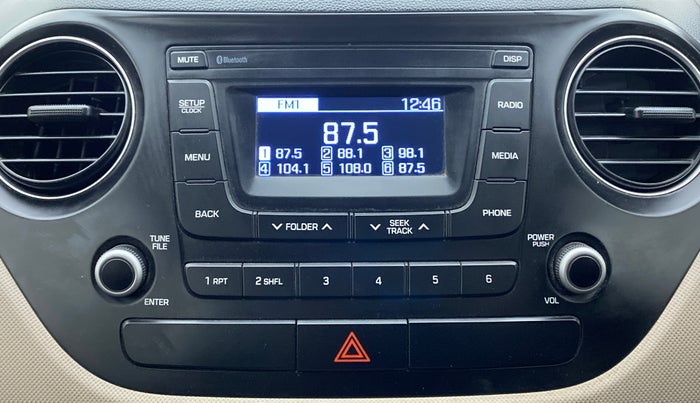 MUTE Bluetooth DISP
SETUP
CLOCK
FM1 12:46
RADIO
87.5
MENU
1 87.5 2 88.1 3 98.1
4 104.1 5 108.0 6 87.5
MEDIA
BACK
FOLDER
SEEK
TRACK
PHONE
TUNE
FILE
ENTER
1 RPT 2 SHFL 3 4 5 6
POWER
PUSH
VOL